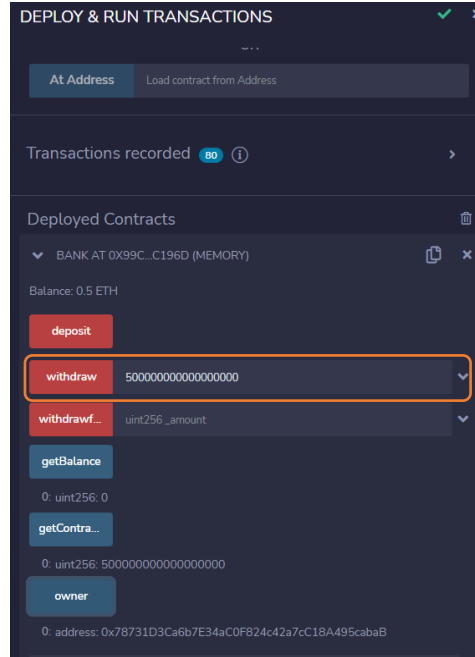 DEPLOY & RUN TRANSACTIONS
At Address Load contract from Address
Transactions recorded 80 i
Deployed Contracts
BANK AT 0X99C...C196D (MEMORY)
Balance: 0.5 ETH
deposit
withdraw 500000000000000000
withdrawf... uint256 _amount
getBalance
0: uint256: 0
getContra...
0: uint256: 500000000000000000
owner
0: address: 0x78731D3Ca6b7E34aC0F824c42a7cC18A495cabaB